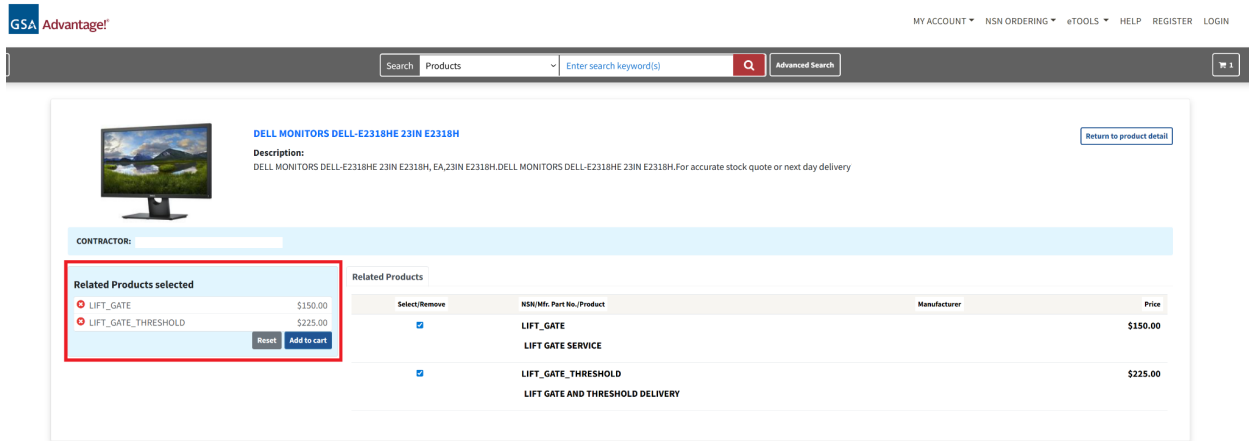 GSA Advantage!
MY ACCOUNT NSN ORDERING eTOOLS HELP REGISTER LOGIN
Search Products Enter search keyword(s) Advanced Search 1
DELL MONITORS DELL-E2318HE 23IN E2318H
Return to product detail
Description:
DELL MONITORS DELL-E2318HE 23IN E2318H, EA,23IN E2318H.DELL MONITORS DELL-E2318HE 23IN E2318H.For accurate stock quote or next day delivery
CONTRACTOR:
Related Products selected
LIFT_GATE $150.00
LIFT_GATE_THRESHOLD $225.00
Reset Add to cart
Related Products
Select/Remove NSN/Mfr. Part No./Product Manufacturer Price
LIFT_GATE $150.00
LIFT GATE SERVICE
LIFT_GATE_THRESHOLD $225.00
LIFT GATE AND THRESHOLD DELIVERY